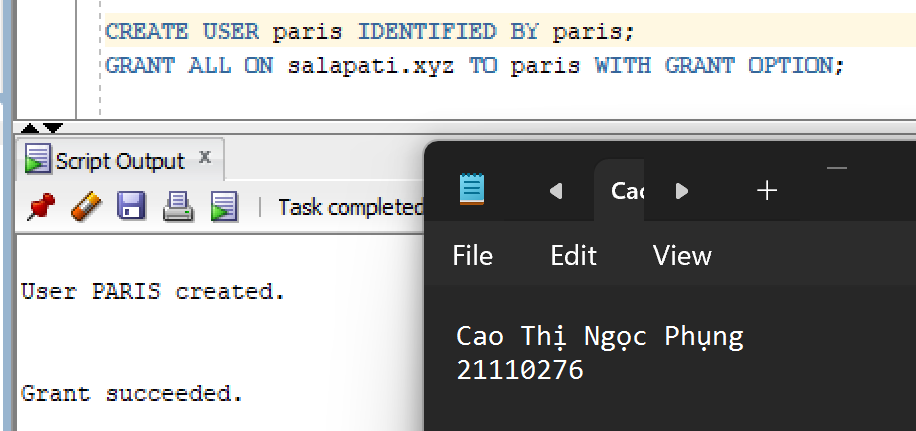 CREATE USER paris IDENTIFIED BY paris;
GRANT ALL ON salapati.xyz TO paris WITH GRANT OPTION;
Script Output x
Task completed
User PARIS created.
Grant succeeded.
Cao
File Edit View
Cao Thị Ngọc Phụng
21110276